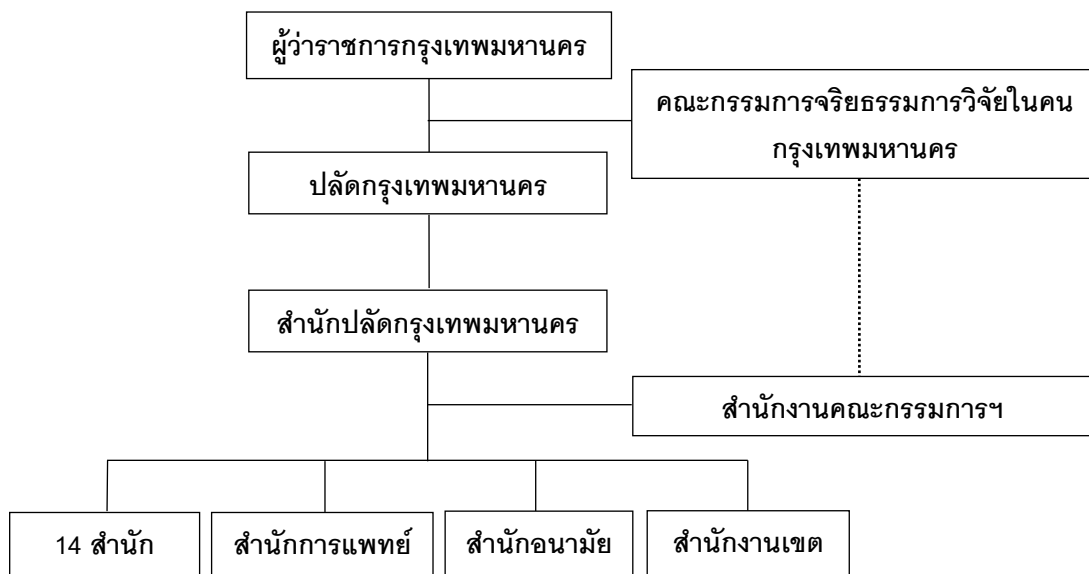 ผู้ว่าราชการกรุงเทพมหานคร
คณะกรรมการจริยธรรมการวิจัยในคน
กรุงเทพมหานคร
ปลัดกรุงเทพมหานคร
สำนักปลัดกรุงเทพมหานคร
สำนักงานคณะกรรมการฯ
14 สำนัก
สำนักการแพทย์
สำนักอนามัย
สำนักงานเขต